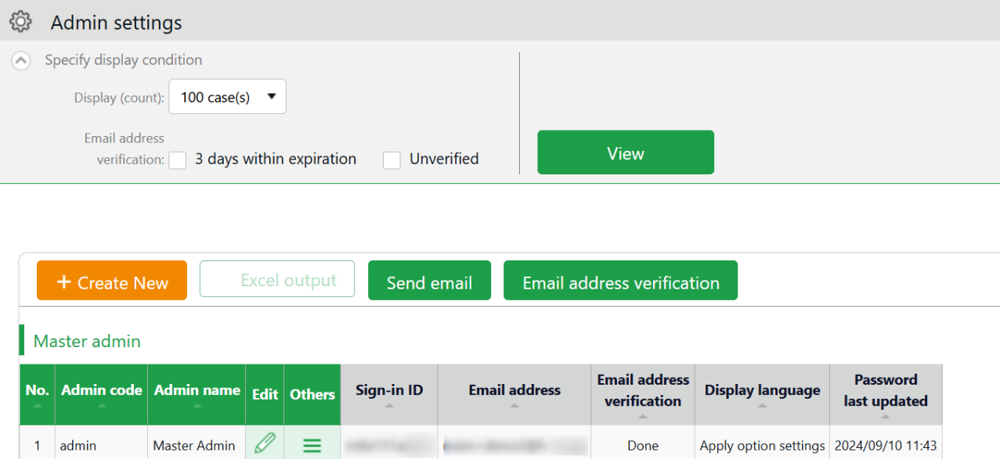 Admin settings
Specify display condition
Display (count): 100 case(s)
Email address
verification: 3 days within expiration Unverified
View
+ Create New Excel output Send email Email address verification
Master admin
No. Admin code Admin name Edit Others Sign-in ID Email address Email address verification Display language Password last updated
1 admin Master Admin Done Apply option settings 2024/09/10 11:43